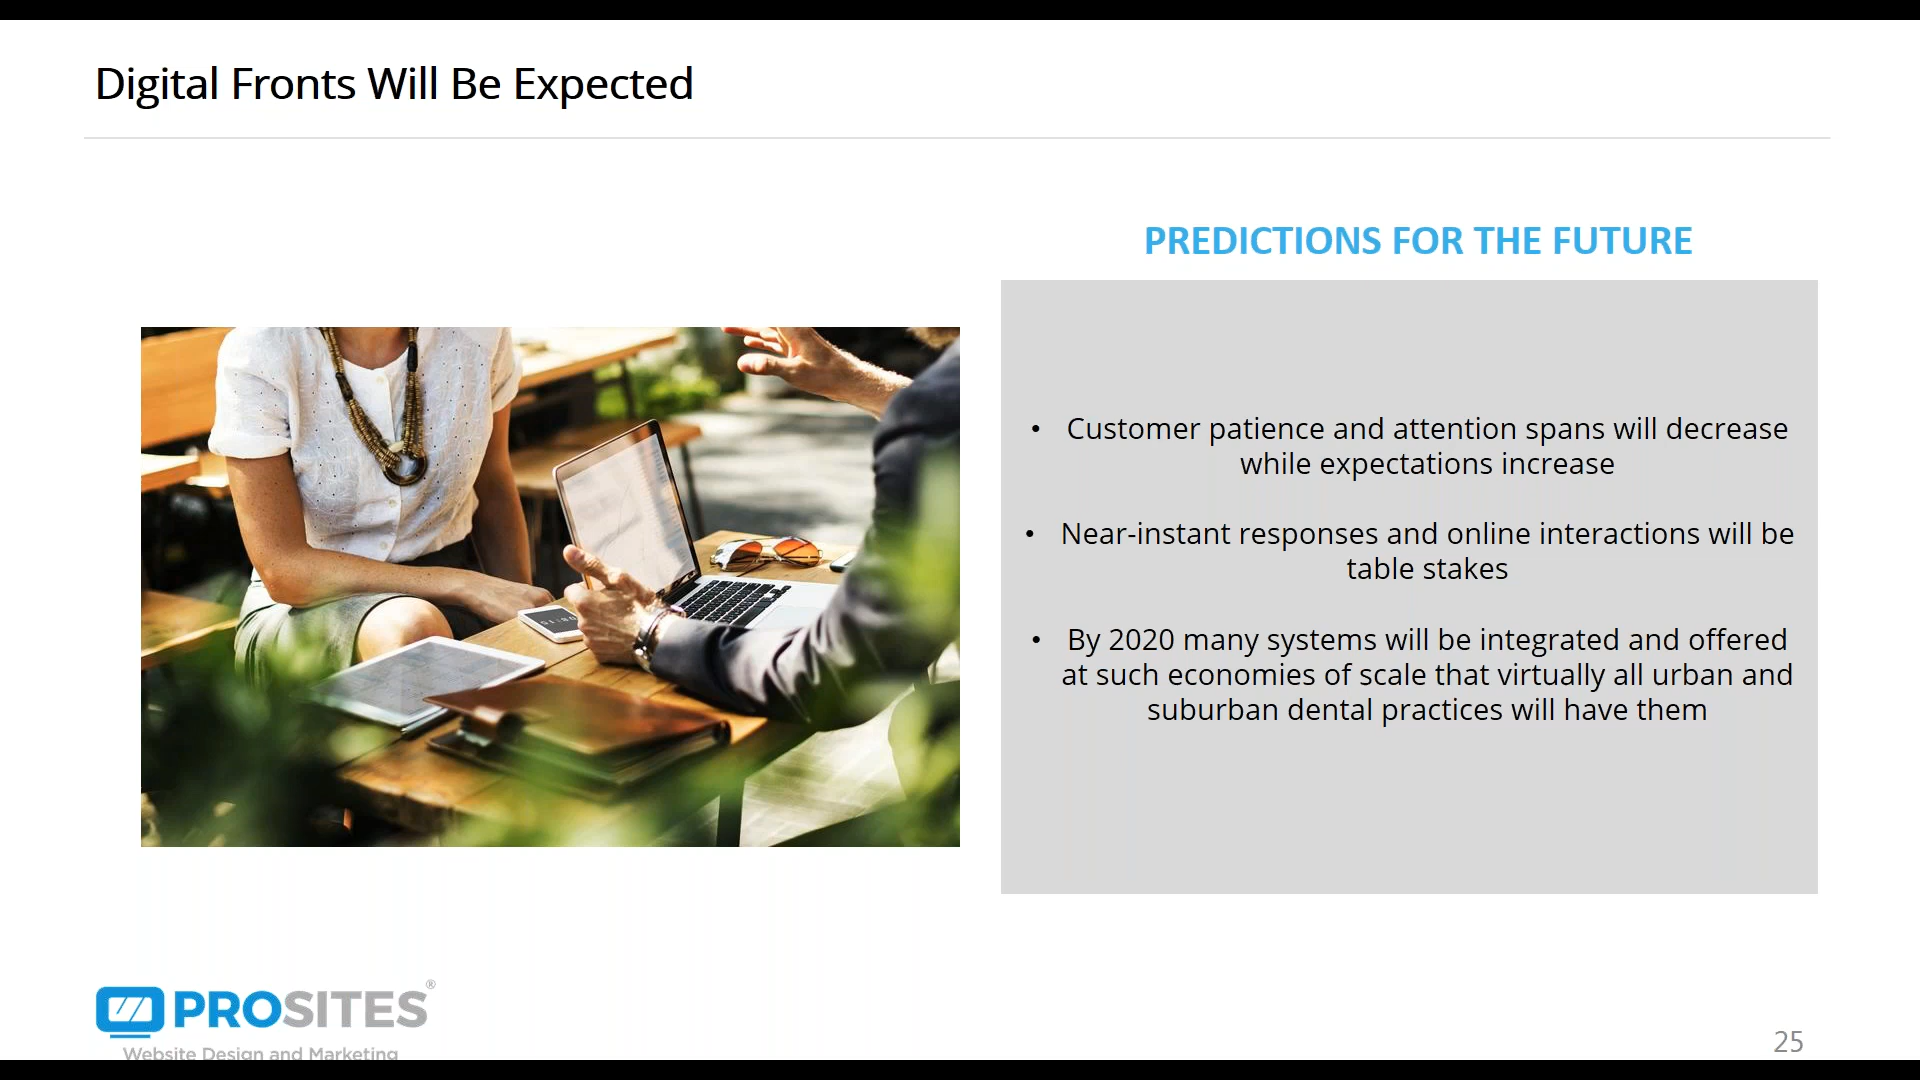 Digital Fronts Will Be Expected
PREDICTIONS FOR THE FUTURE
• Customer patience and attention spans will decrease
while expectations increase
• Near-instant responses and online interactions will be
table stakes
• By 2020 many systems will be integrated and offered
at such economies of scale that virtually all urban and
suburban dental practices will have them
PROSITES®
Website Design and Marketing
25